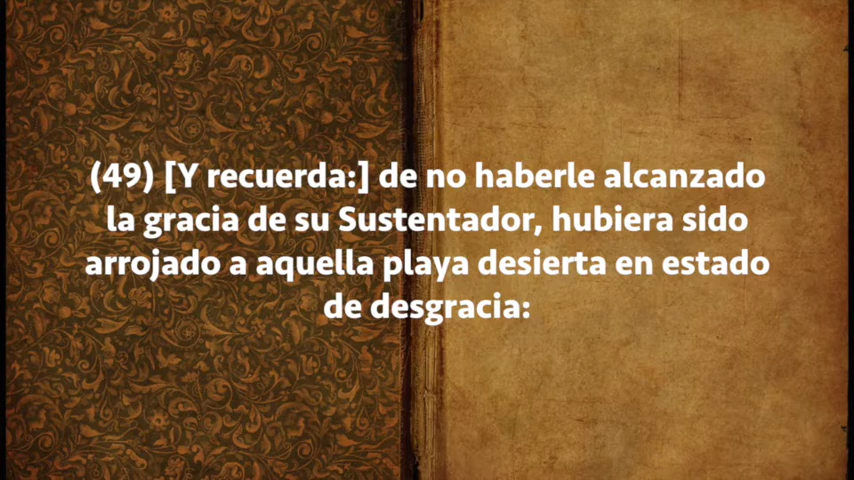 (49) [Y recuerda:] de no haberle alcanzado
la gracia de su Sustentador, hubiera sido
arrojado a aquella playa desierta en estado
de desgracia: